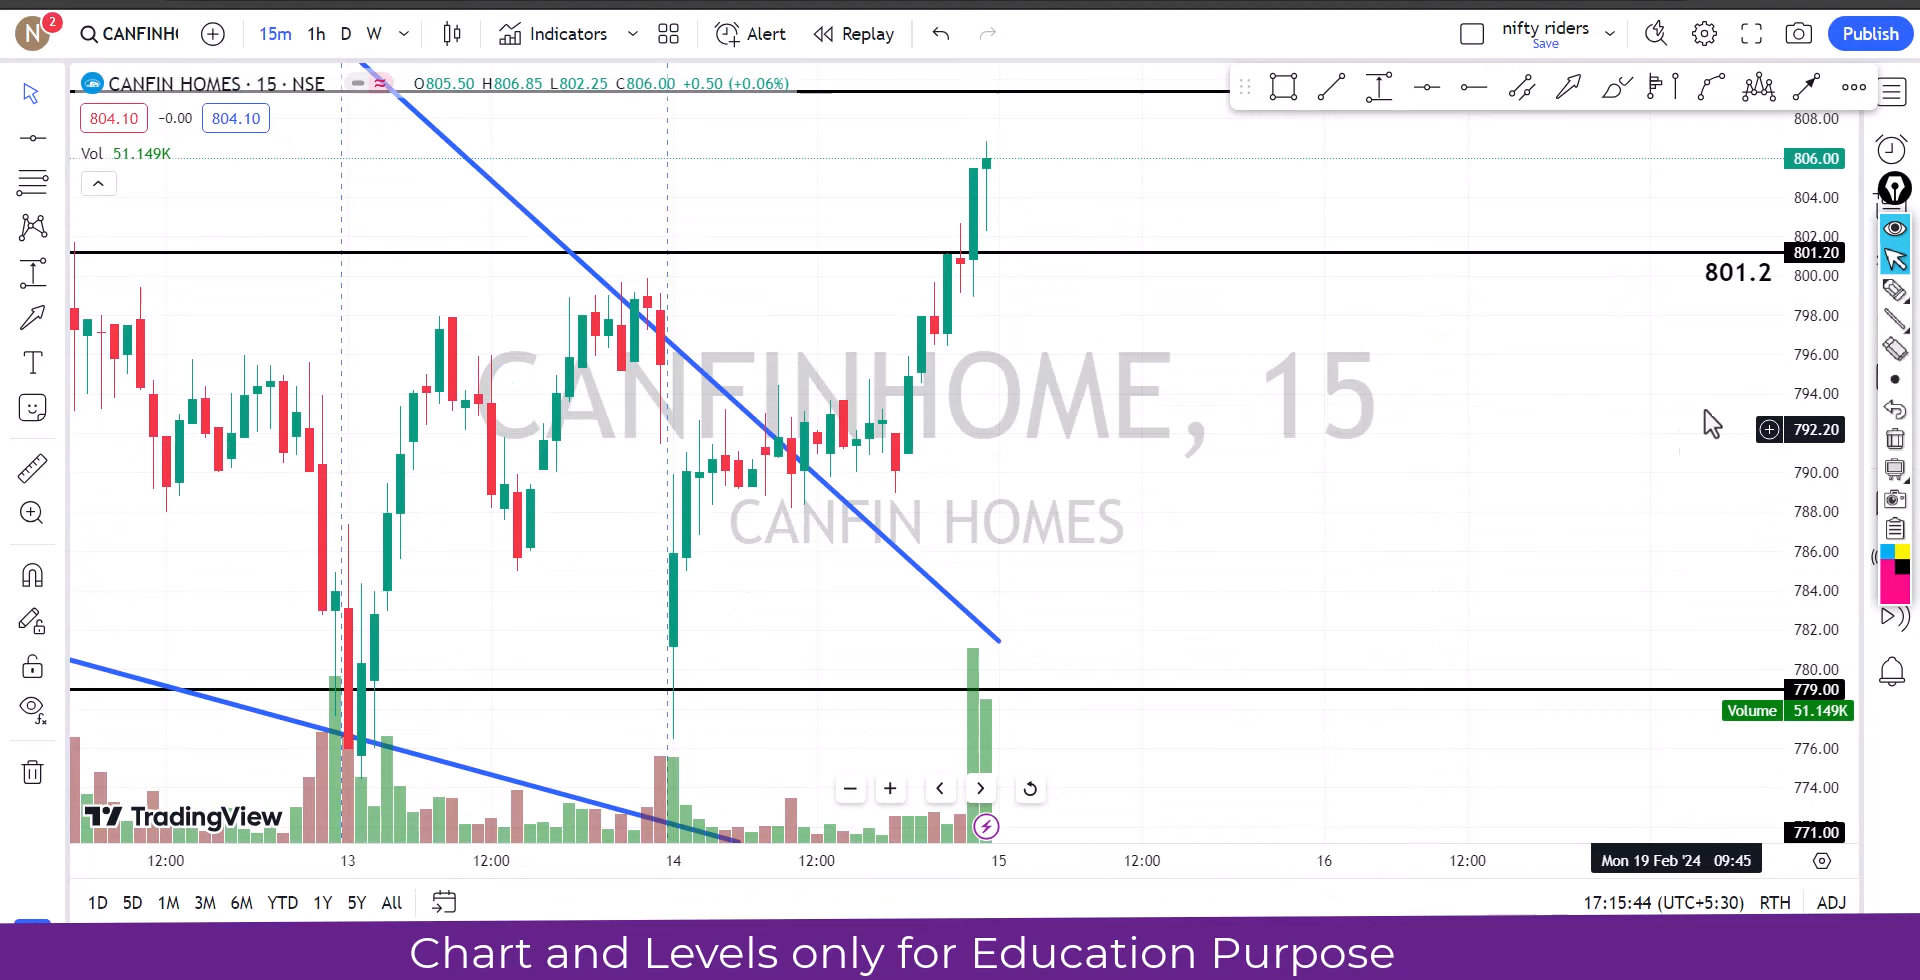 N 2 CANFINH 15m 1h D W Indicators Alert Replay nifty riders Save Publish
CANFIN HOMES · 15 · NSE O805.50 H806.85 L802.25 C806.00 +0.50 (+0.06%)
804.10 -0.00 804.10
Vol 51.149K
808.00
806.00
804.00
802.00
801.20
801.2
800.00
798.00
796.00
794.00
792.20
790.00
788.00
786.00
784.00
782.00
780.00
779.00
Volume 51.149K
776.00
774.00
771.00
CANFINHOME, 15
CANFIN HOMES
T
TradingView
12:00 13 12:00 14 12:00 15 12:00 16 12:00 Mon 19 Feb '24 09:45
1D 5D 1M 3M 6M YTD 1Y 5Y All 17:15:44 (UTC+5:30) RTH ADJ
Chart and Levels only for Education Purpose